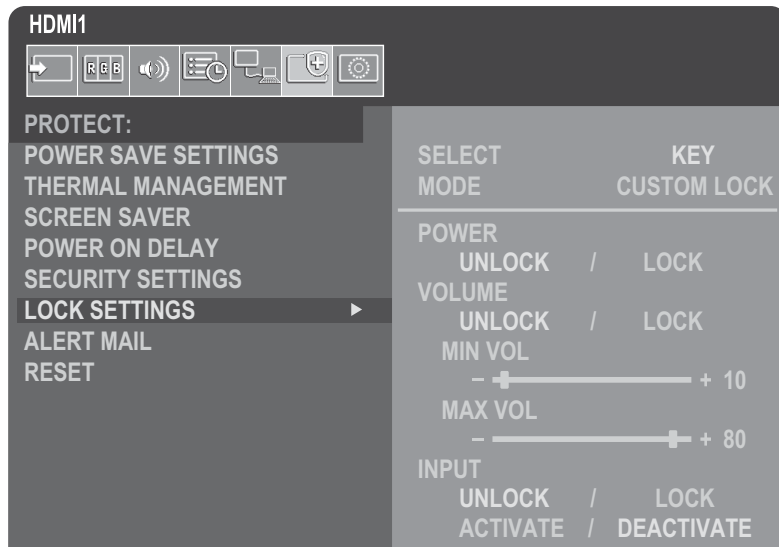 HDMI1
RGB
PROTECT:
POWER SAVE SETTINGS
THERMAL MANAGEMENT
SCREEN SAVER
POWER ON DELAY
SECURITY SETTINGS
LOCK SETTINGS
ALERT MAIL
RESET
SELECT KEY
MODE CUSTOM LOCK
POWER
UNLOCK / LOCK
VOLUME
UNLOCK / LOCK
MIN VOL
- + 10
MAX VOL
- + 80
INPUT
UNLOCK / LOCK
ACTIVATE / DEACTIVATE